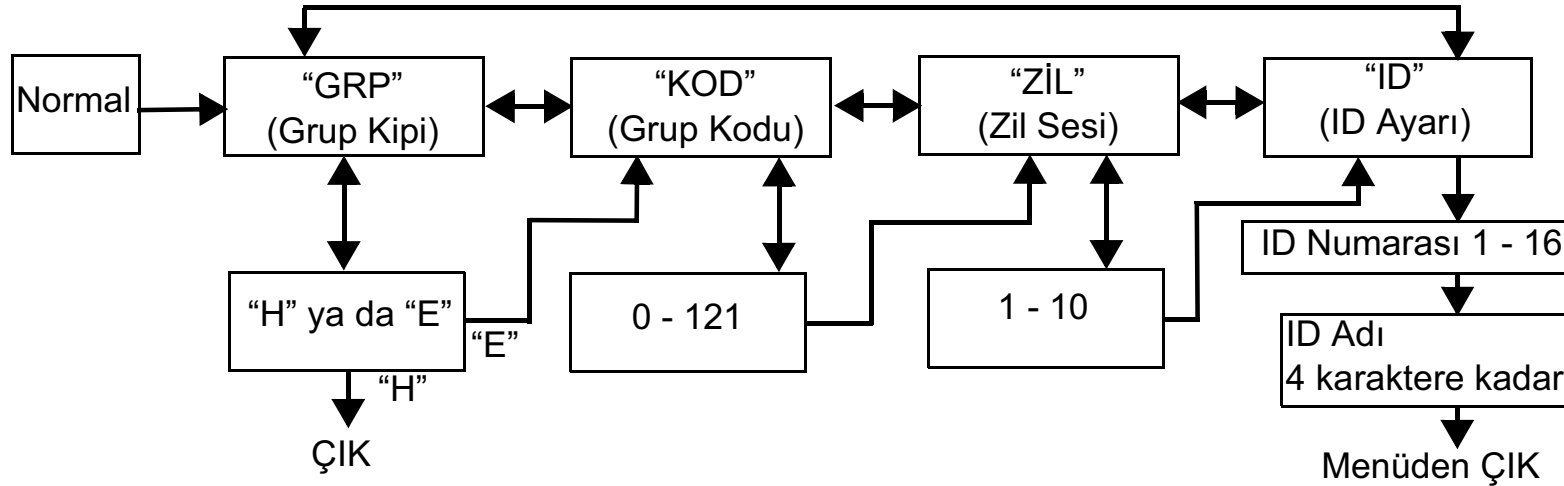 Normal
“GRP”
(Grup Kipi)
“KOD”
(Grup Kodu)
“ZİL”
(Zil Sesi)
“ID”
(ID Ayarı)
“H” ya da “E”
“E”
“H”
ÇIK
0 - 121
1 - 10
ID Numarası 1 - 16
ID Adı
4 karaktere kadar
Menüden ÇIK